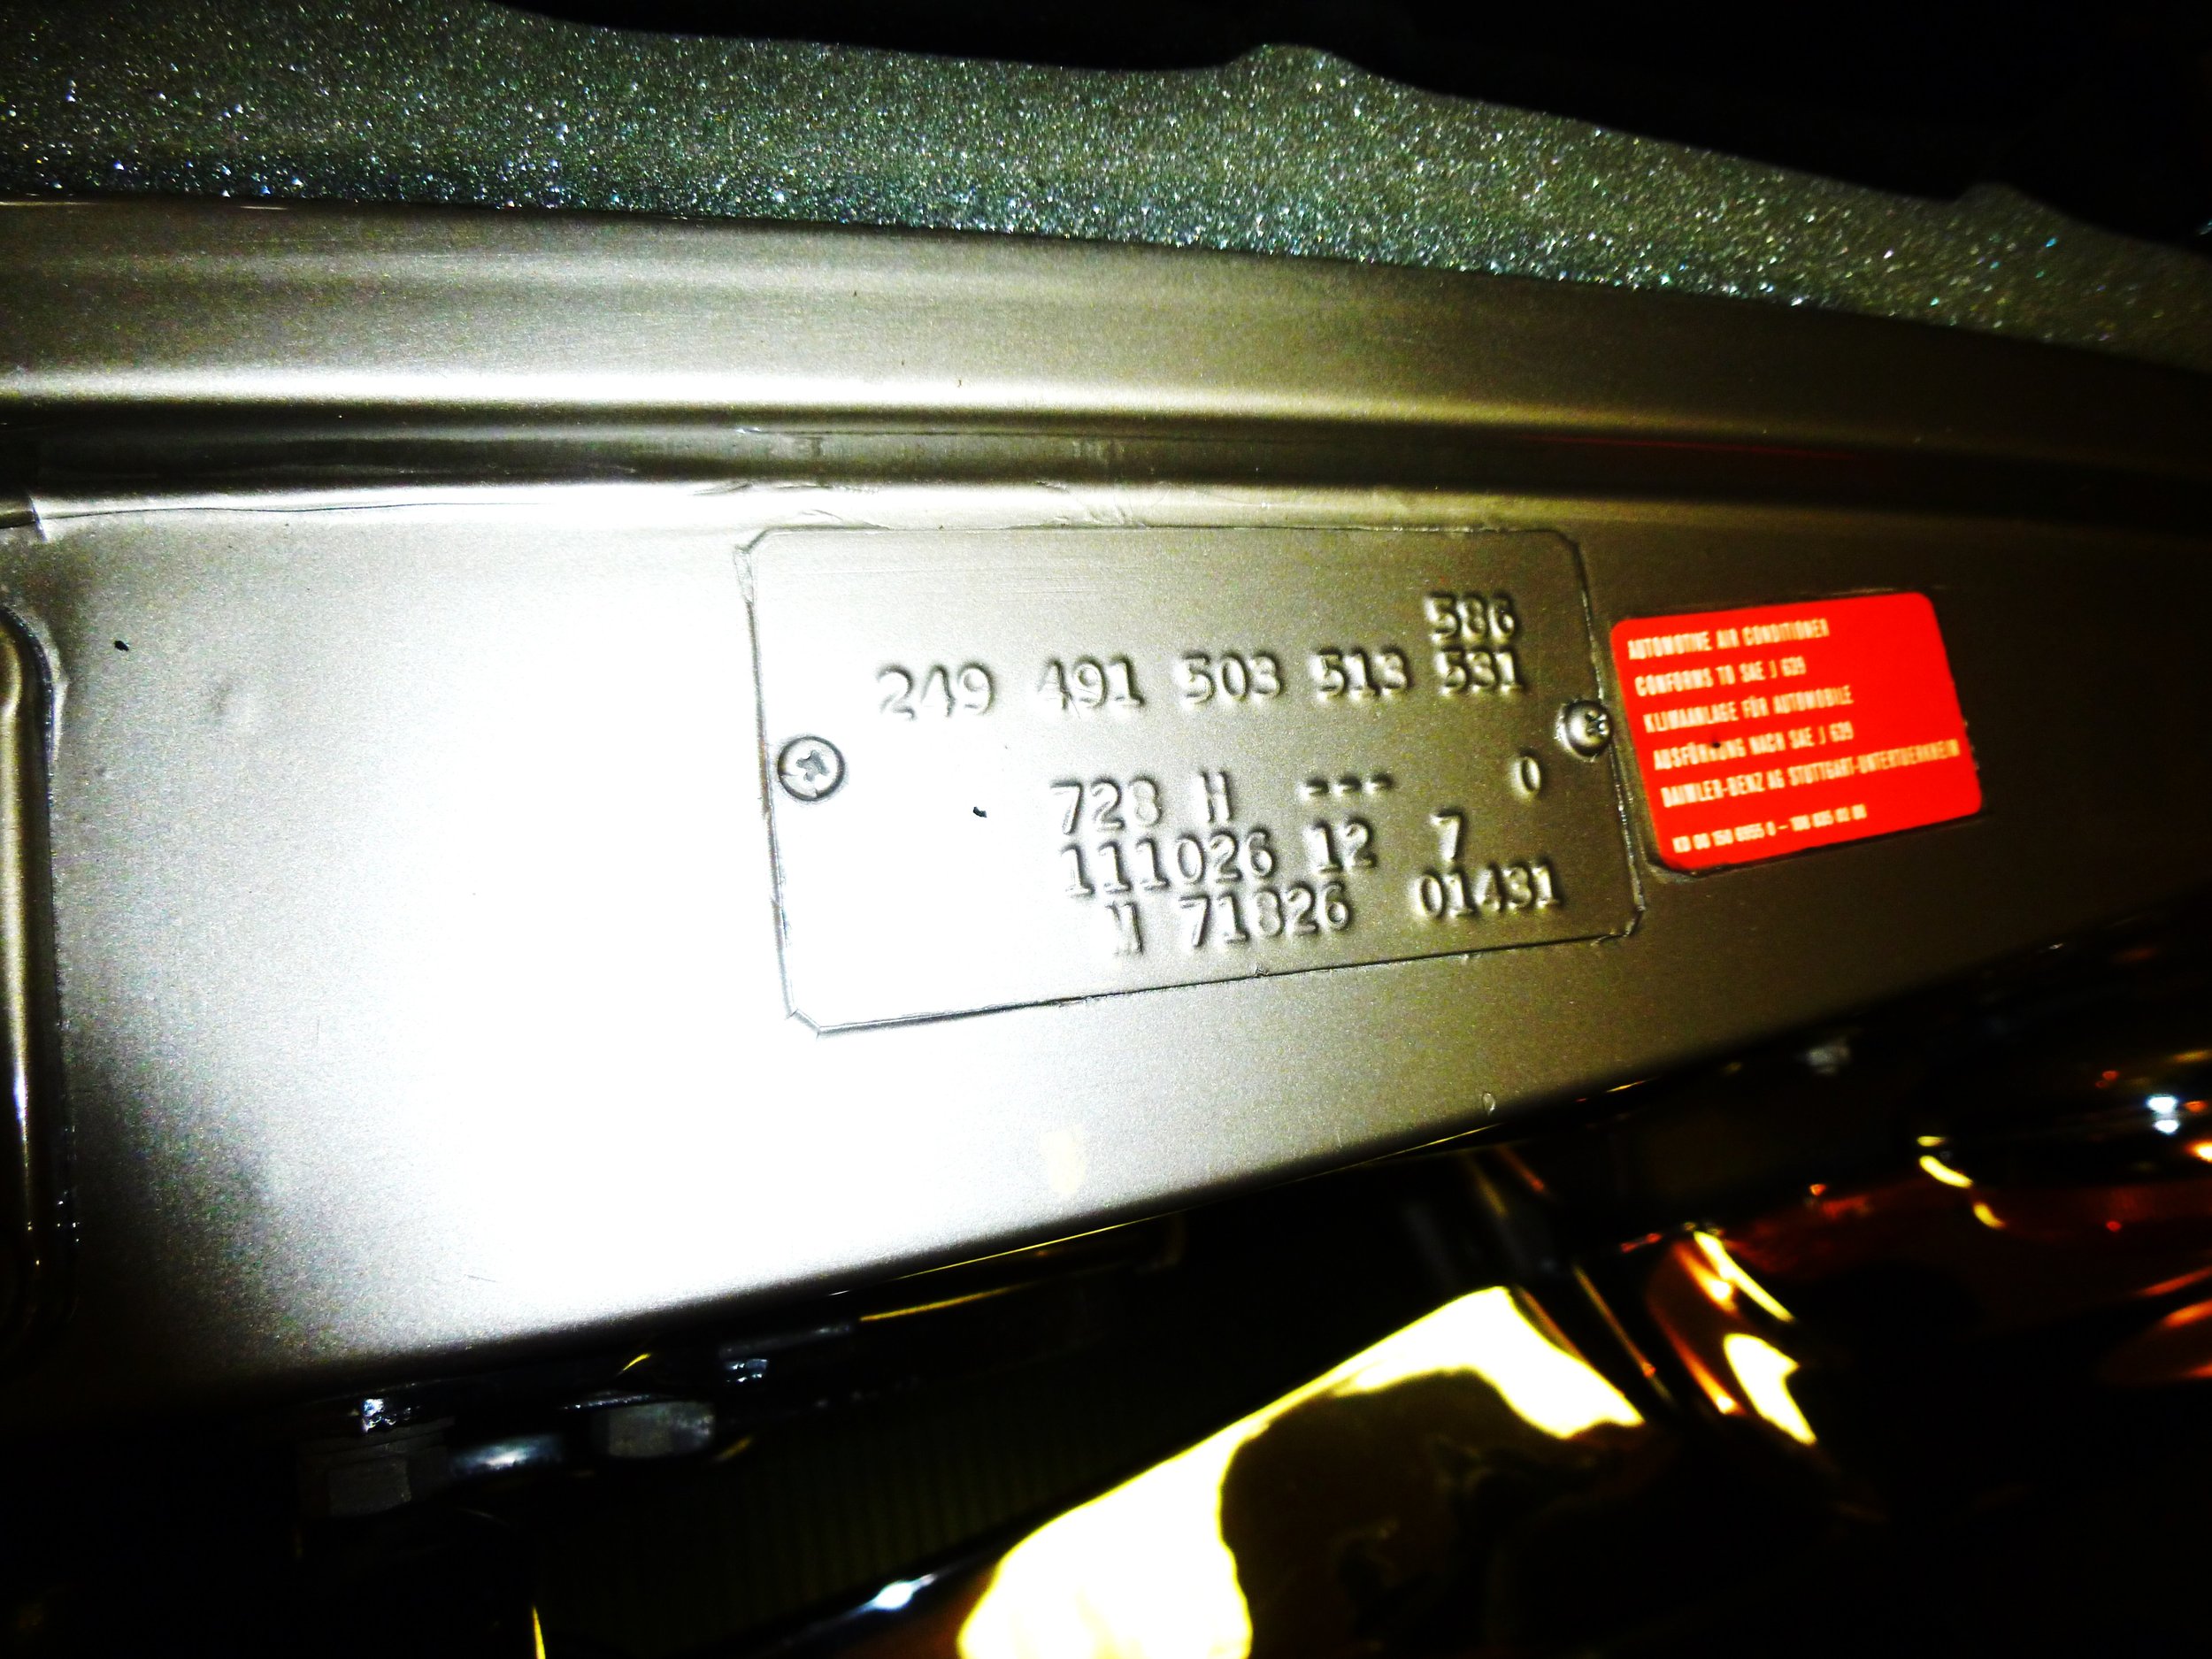 586
249 491 503 513 531
728 H --- 0
111026 12 7
N 71826 01431
AUTOMOTIVE AIR CONDITIONER
CONFORMS TO SAE J 639
KLIMAANLAGE FÜR AUTOMOBILE
AUSFÜHRUNG NACH SAE J 639
DAIMLER-BENZ AG STUTTGART-UNTERTUERKHEIM